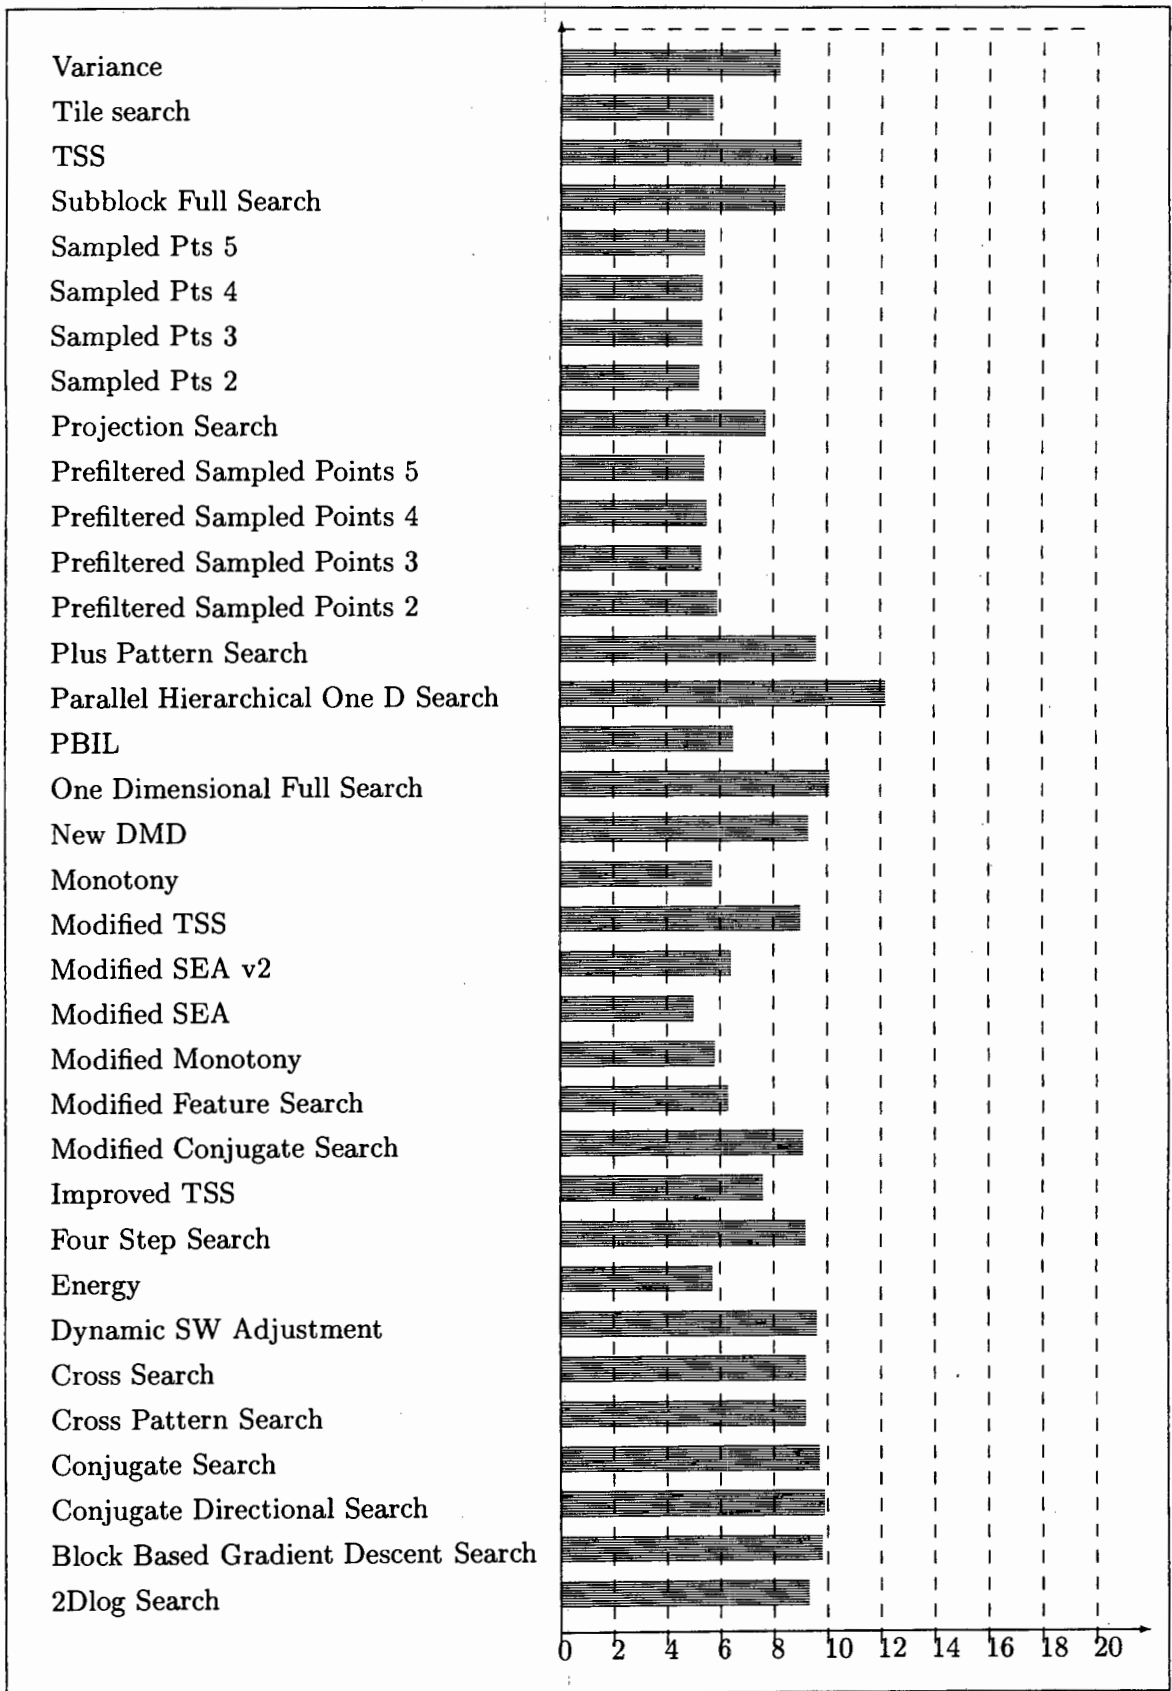 Variance
Tile search
TSS
Subblock Full Search
Sampled Pts 5
Sampled Pts 4
Sampled Pts 3
Sampled Pts 2
Projection Search
Prefiltered Sampled Points 5
Prefiltered Sampled Points 4
Prefiltered Sampled Points 3
Prefiltered Sampled Points 2
Plus Pattern Search
Parallel Hierarchical One D Search
PBIL
One Dimensional Full Search
New DMD
Monotony
Modified TSS
Modified SEA v2
Modified SEA
Modified Monotony
Modified Feature Search
Modified Conjugate Search
Improved TSS
Four Step Search
Energy
Dynamic SW Adjustment
Cross Search
Cross Pattern Search
Conjugate Search
Conjugate Directional Search
Block Based Gradient Descent Search
2Dlog Search
0 2 4 6 8 10 12 14 16 18 20